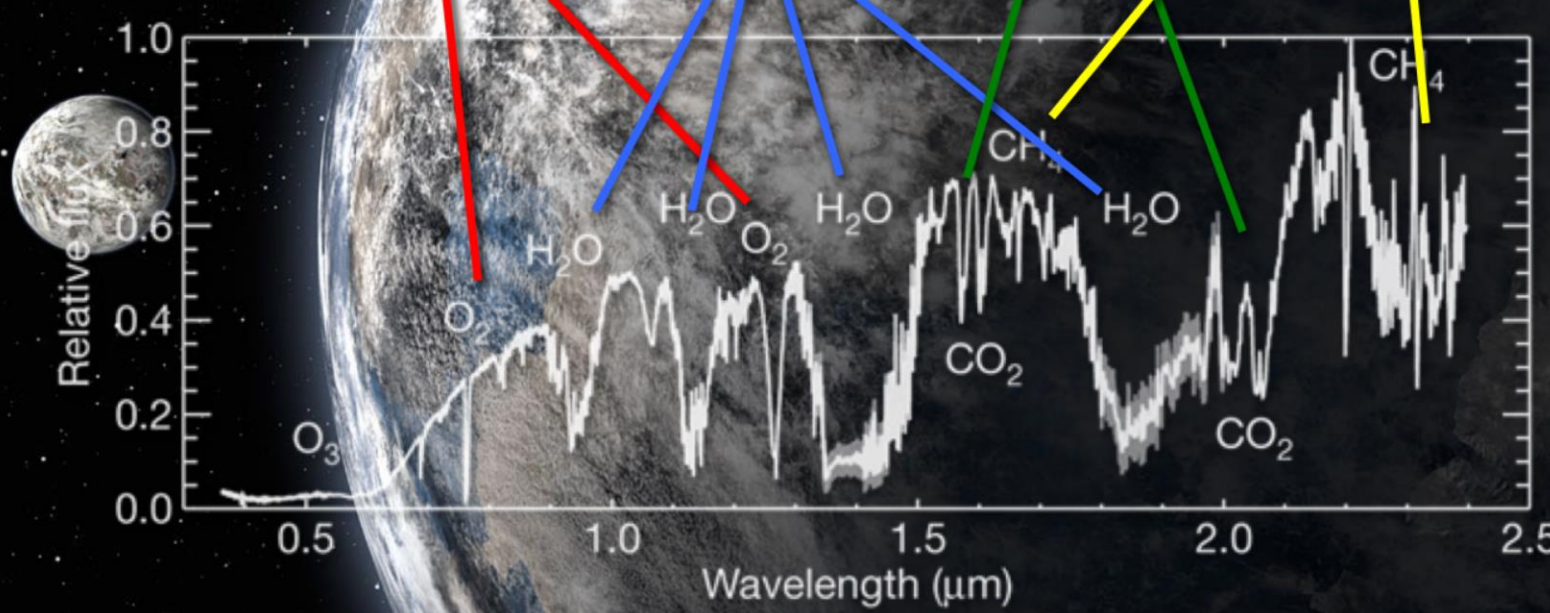 1.0
0.8
0.6
0.4
0.2
0.0
Relative flux
O₃
O₂
H₂O
H₂O
O₂
H₂O
CH₄
CO₂
H₂O
CO₂
CH₄
0.5
1.0
1.5
2.0
2.5
Wavelength (μm)